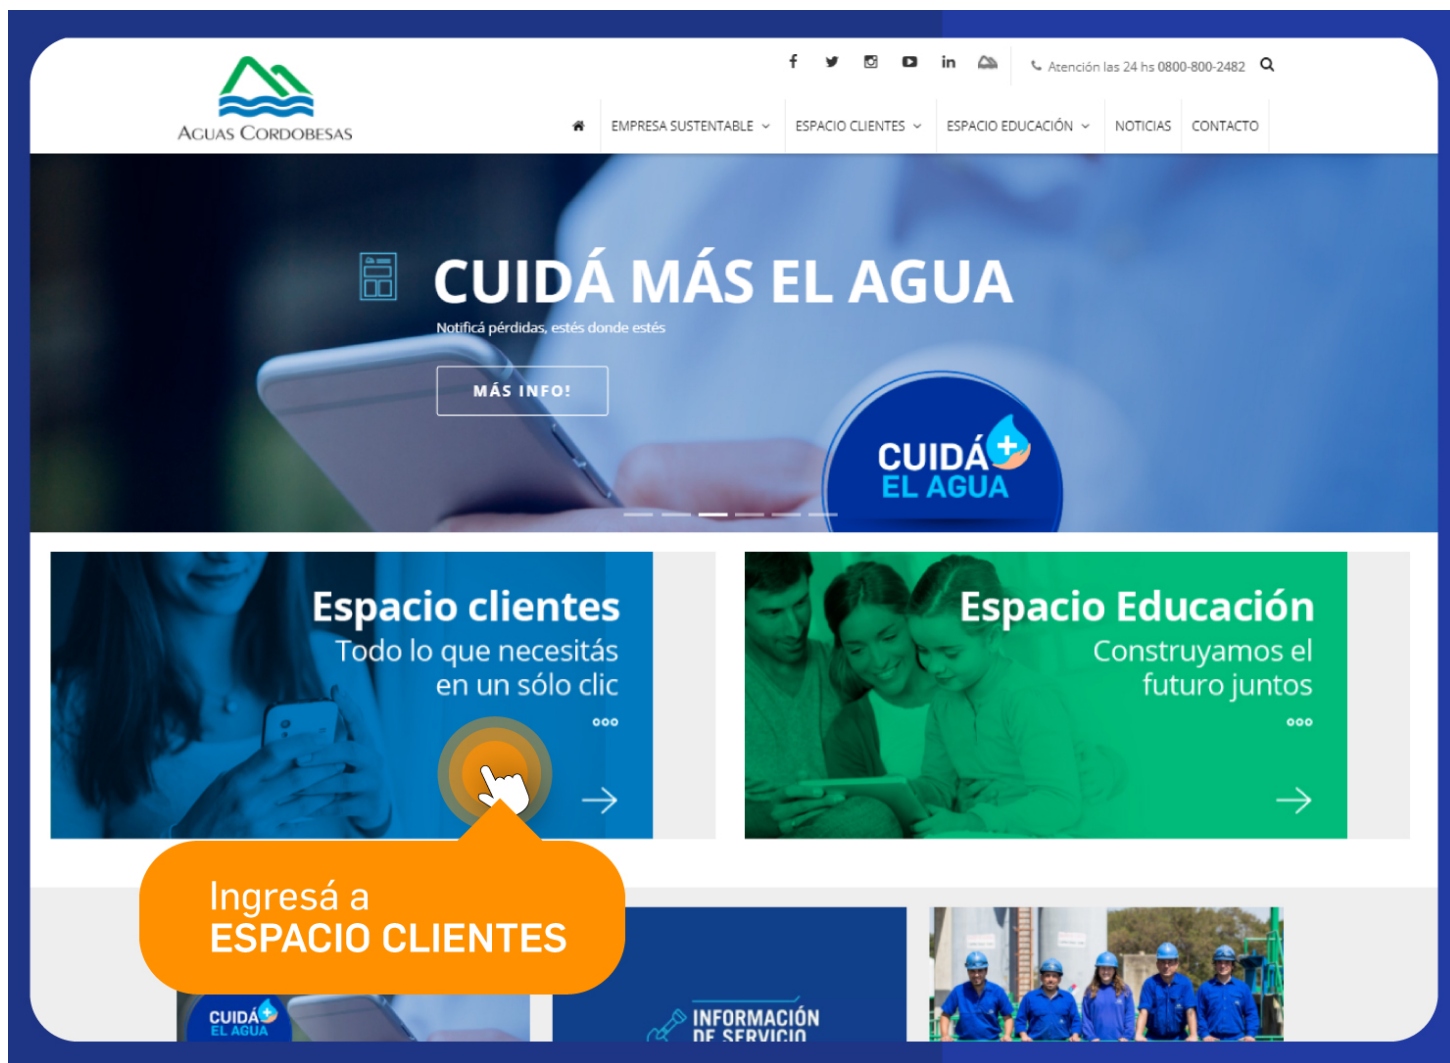 Atención las 24 hs 0800-800-2482
AGUAS CORDOBESAS
EMPRESA SUSTENTABLE
ESPACIO CLIENTES
ESPACIO EDUCACIÓN
NOTICIAS
CONTACTO
CUIDÁ MÁS EL AGUA
Notificá pérdidas, estés donde estés
MÁS INFO!
CUIDÁ
EL AGUA
Espacio clientes
Todo lo que necesitás
en un sólo clic
Espacio Educación
Construyamos el
futuro juntos
Ingresá a
ESPACIO CLIENTES
CUIDÁ
EL AGUA
INFORMACIÓN
DE SERVICIO